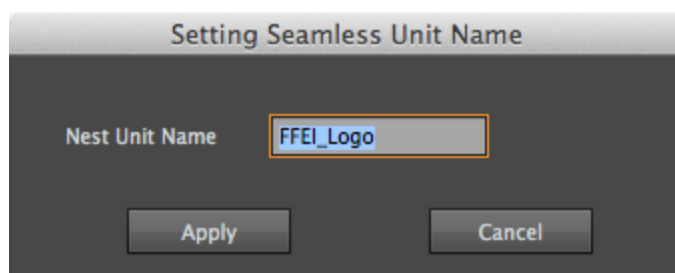 Setting Seamless Unit Name
Nest Unit Name FFEI_Logo
Apply Cancel